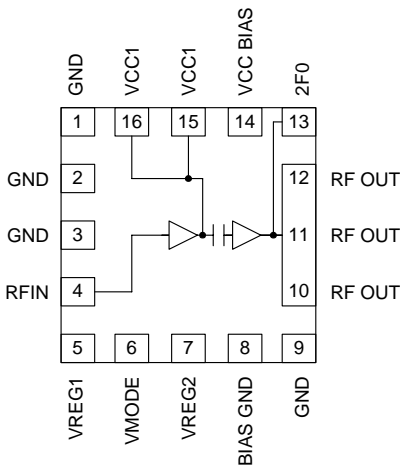 GND
VCC1
VCC1
VCC BIAS
2F0
1
16
15
14
13
GND
2
12
RF OUT
GND
3
11
RF OUT
RFIN
4
10
RF OUT
5
6
7
8
9
VREG1
VMODE
VREG2
BIAS GND
GND